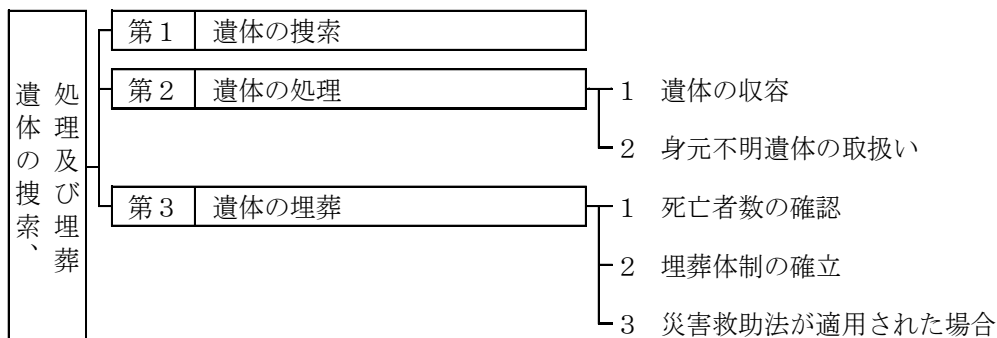 遺体の捜索、
処理及び埋葬
第1 遺体の捜索
第2 遺体の処理
1 遺体の収容
2 身元不明遺体の取扱い
第3 遺体の埋葬
1 死亡者数の確認
2 埋葬体制の確立
3 災害救助法が適用された場合